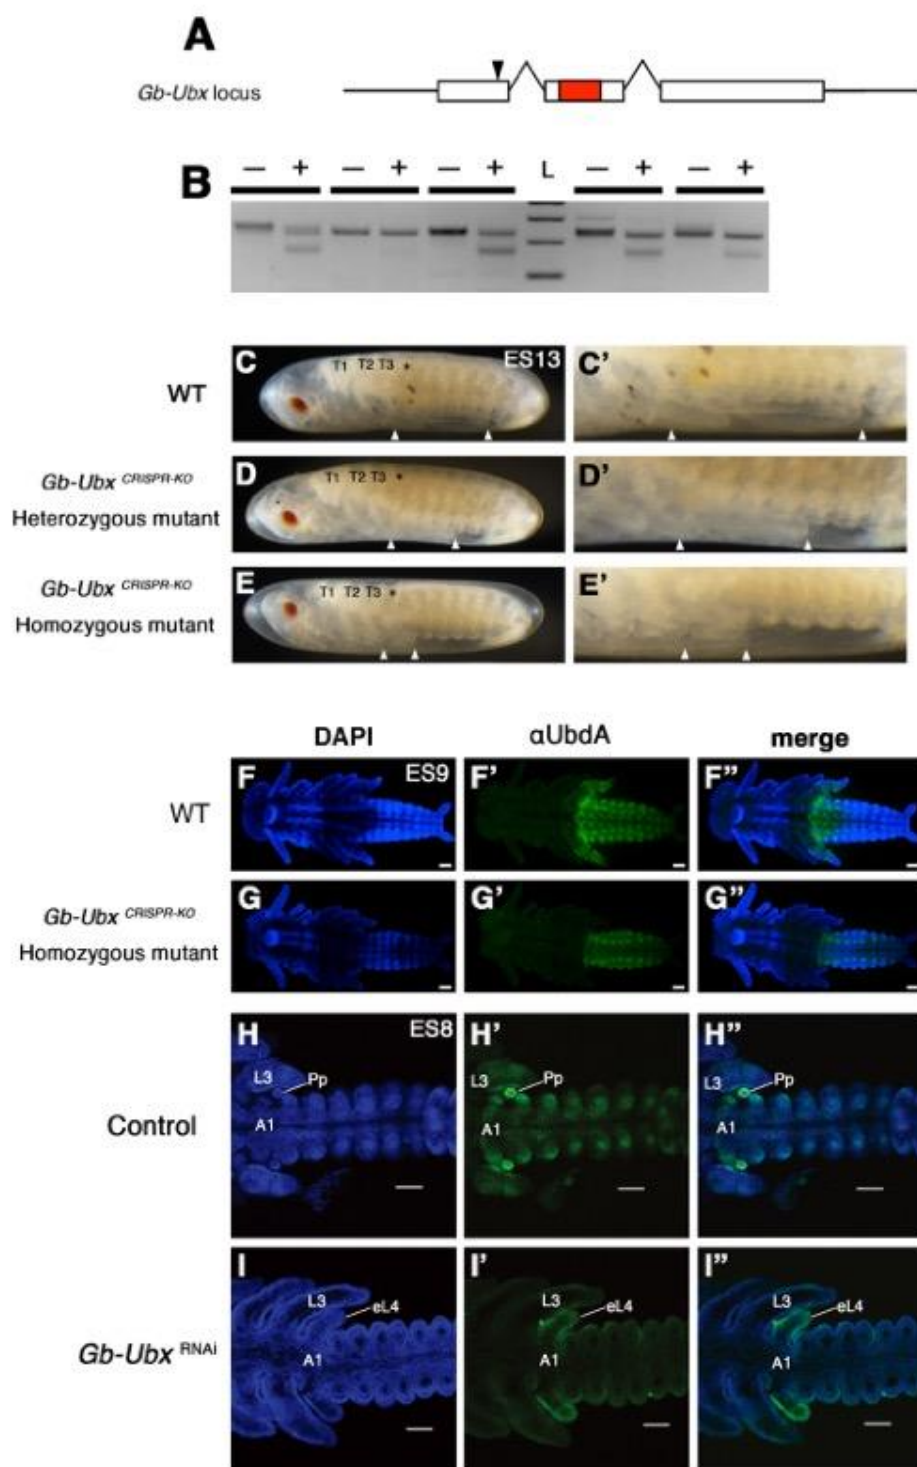 A
Gb-Ubx locus
B
— + — + — + L — + — +
WT
C T1 T2 T3 * ES13
C'
Gb-Ubx CRISPR-KO
Heterozygous mutant
D T1 T2 T3 *
D'
Gb-Ubx CRISPR-KO
Homozygous mutant
E T1 T2 T3 *
E'
DAPI αUbdA merge
WT
F ES9
F'
F"
Gb-Ubx CRISPR-KO
Homozygous mutant
G
G'
G"
Control
H ES8
L3
Pp
A1
H'
L3
Pp
A1
H"
L3
Pp
A1
Gb-Ubx RNAi
I
L3
eL4
A1
I'
L3
eL4
A1
I"
L3
eL4
A1